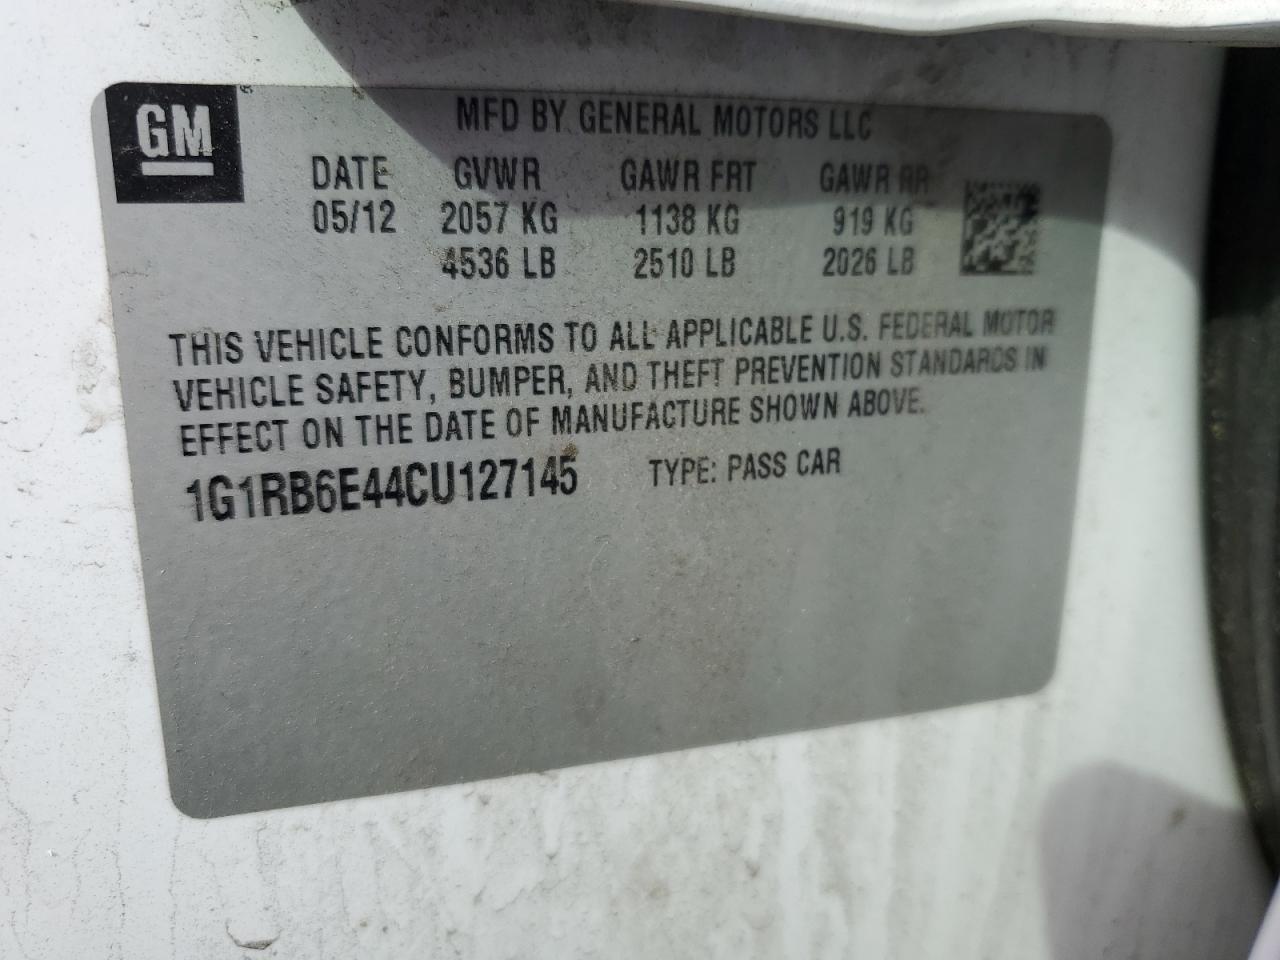 GM
MFD BY GENERAL MOTORS LLC
DATE GVWR GAWR FRT GAWR RR
05/12 2057 KG 1138 KG 919 KG
4536 LB 2510 LB 2026 LB
THIS VEHICLE CONFORMS TO ALL APPLICABLE U.S. FEDERAL MOTOR
VEHICLE SAFETY, BUMPER, AND THEFT PREVENTION STANDARDS IN
EFFECT ON THE DATE OF MANUFACTURE SHOWN ABOVE.
1G1RB6E44CU127145 TYPE: PASS CAR